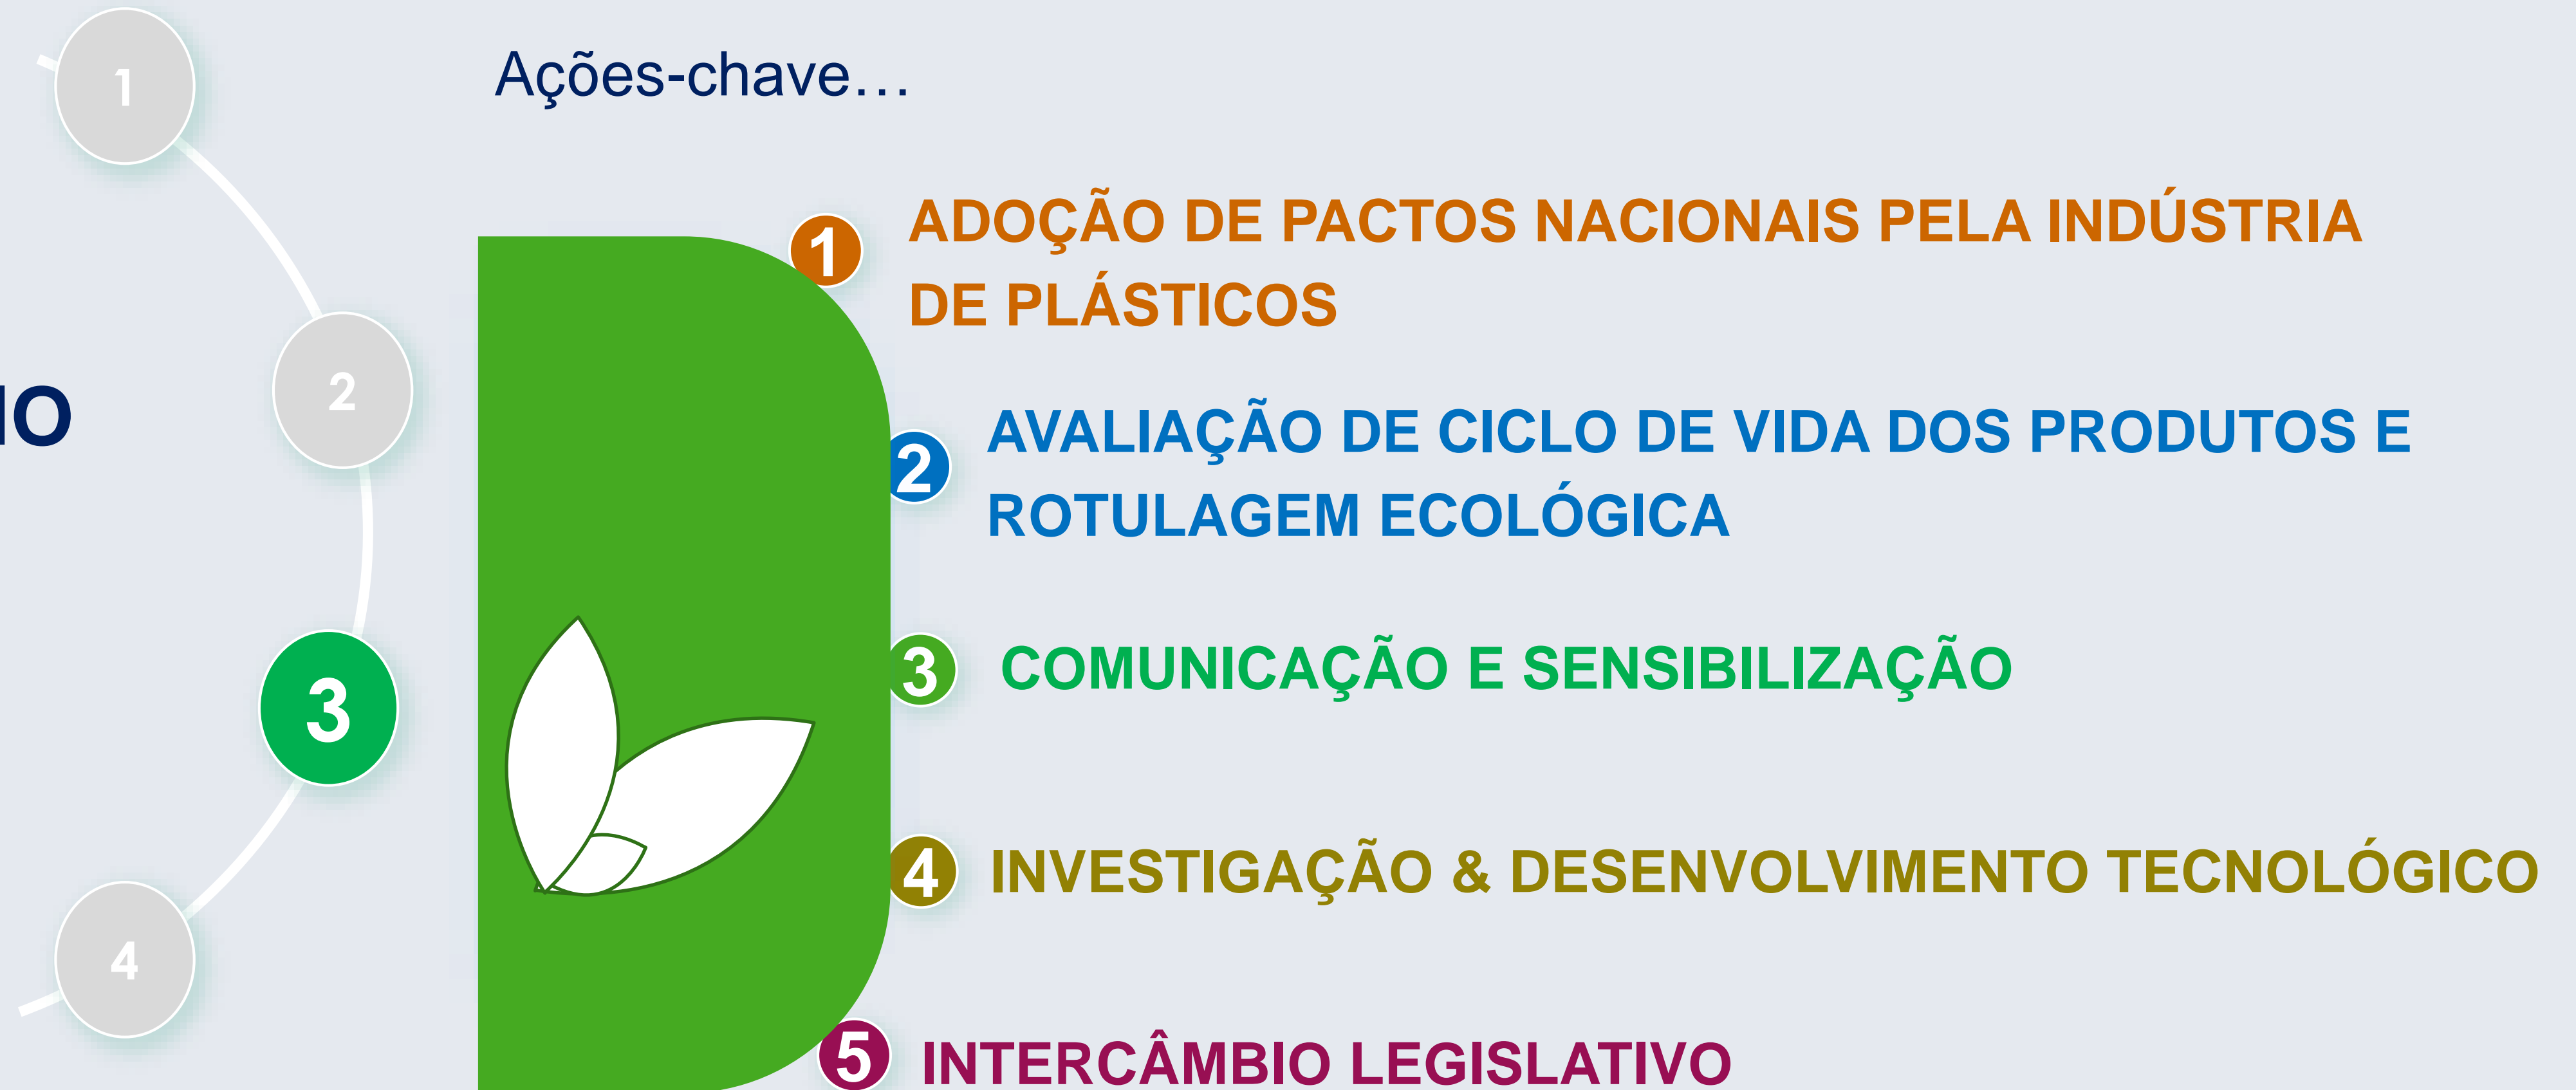 1
2
3
4
Ações-chave…
1 ADOÇÃO DE PACTOS NACIONAIS PELA INDÚSTRIA
DE PLÁSTICOS
2 AVALIAÇÃO DE CICLO DE VIDA DOS PRODUTOS E
ROTULAGEM ECOLÓGICA
3 COMUNICAÇÃO E SENSIBILIZAÇÃO
4 INVESTIGAÇÃO & DESENVOLVIMENTO TECNOLÓGICO
5 INTERCÂMBIO LEGISLATIVO